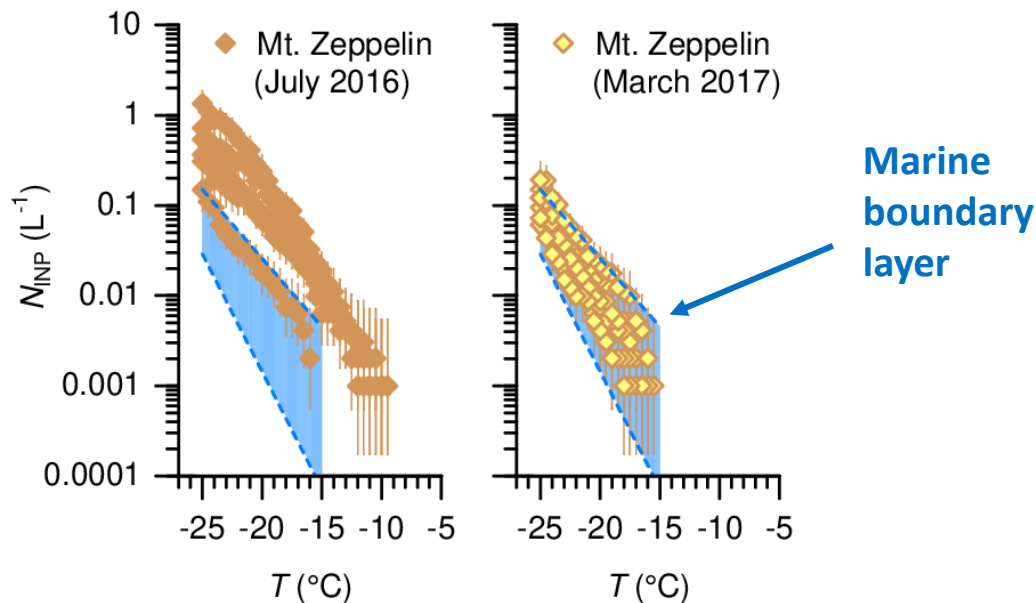 Mt. Zeppelin
(July 2016)
Mt. Zeppelin
(March 2017)
Marine
boundary
layer
N_INP (L⁻¹)
10
1
0.1
0.01
0.001
0.0001
-25 -20 -15 -10 -5
-25 -20 -15 -10 -5
T (°C)
T (°C)